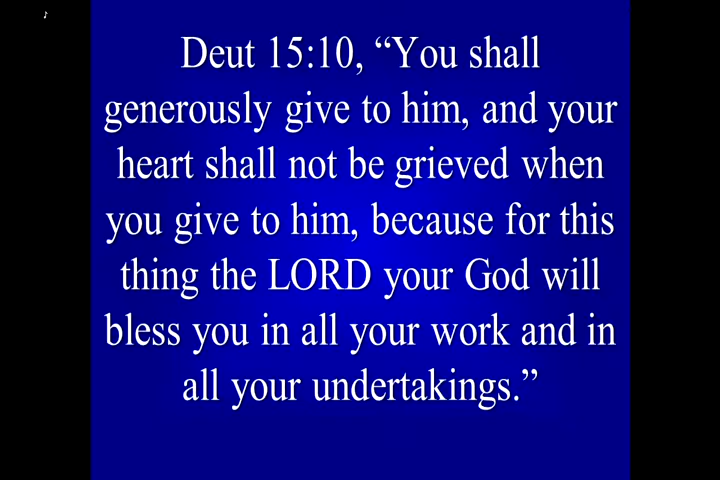 Deut 15:10, “You shall
generously give to him, and your
heart shall not be grieved when
you give to him, because for this
thing the LORD your God will
bless you in all your work and in
all your undertakings.”